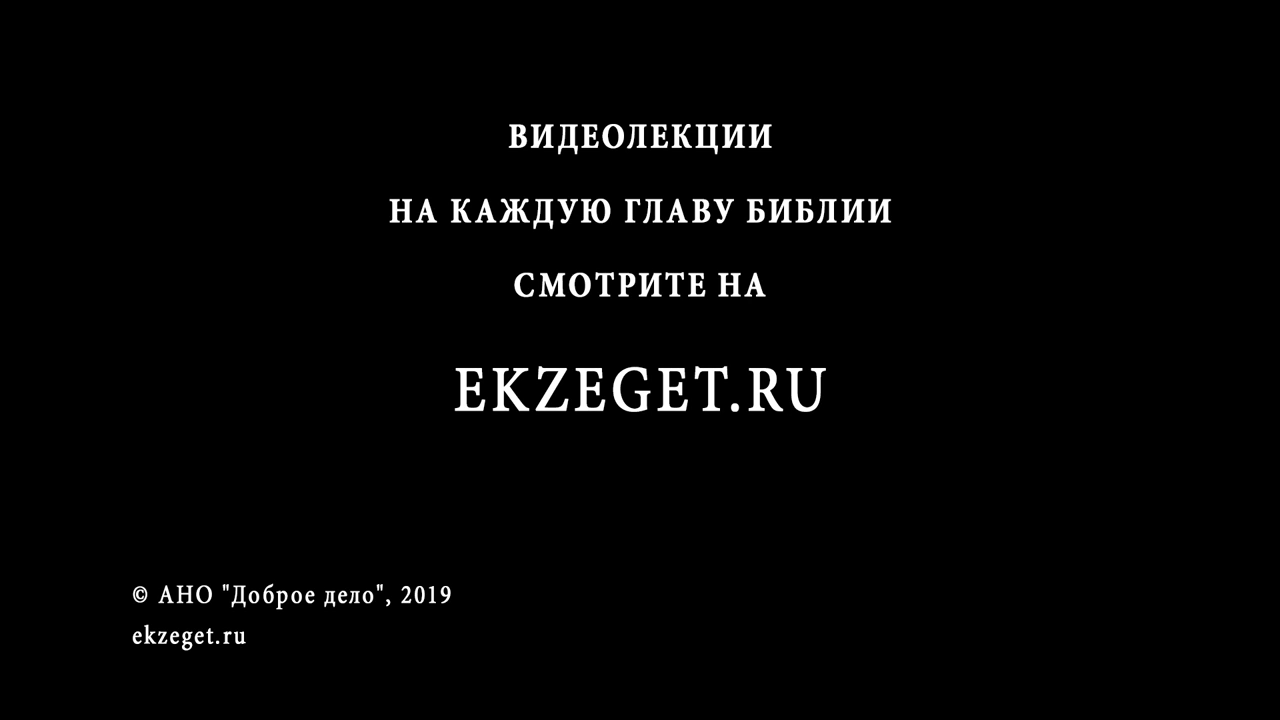 ВИДЕОЛЕКЦИИ
НА КАЖДУЮ ГЛАВУ БИБЛИИ
СМОТРИТЕ НА
EKZEGET.RU
© АНО "Доброе дело", 2019
ekzeget.ru